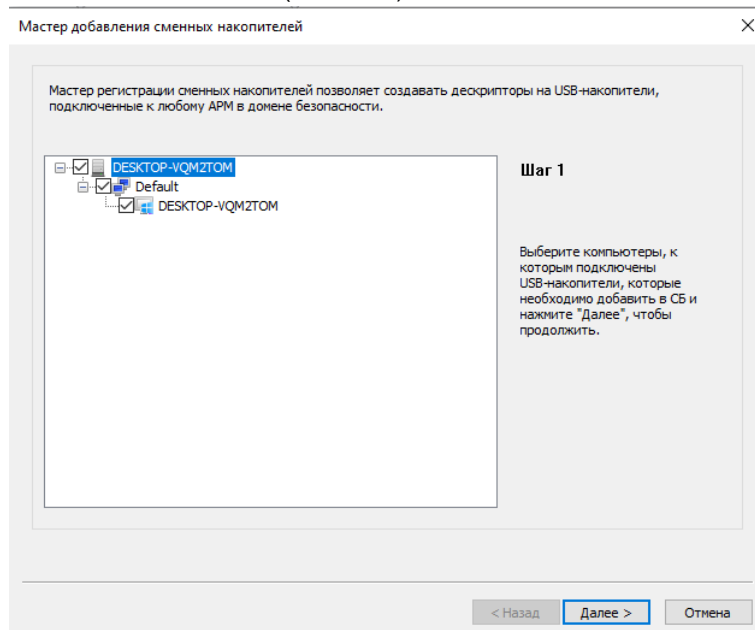 Мастер добавления сменных накопителей
Мастер регистрации сменных накопителей позволяет создавать дескрипторы на USB-накопители,
подключенные к любому АРМ в домене безопасности.
DESKTOP-VQM2TOM
Default
DESKTOP-VQM2TOM
Шаг 1
Выберите компьютеры, к
которым подключены
USB-накопители, которые
необходимо добавить в СБ и
нажмите "Далее", чтобы
продолжить.
< Назад
Далее >
Отмена